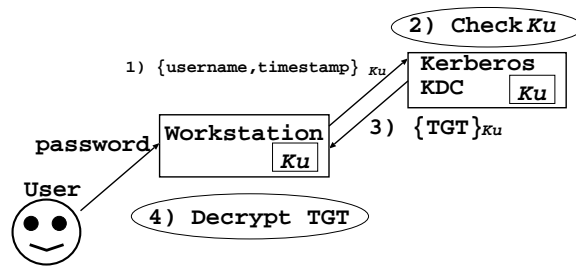 2) Check Ku
1) {username,timestamp} Ku
Kerberos
KDC
Ku
password
Workstation
Ku
3) {TGT}Ku
User
4) Decrypt TGT